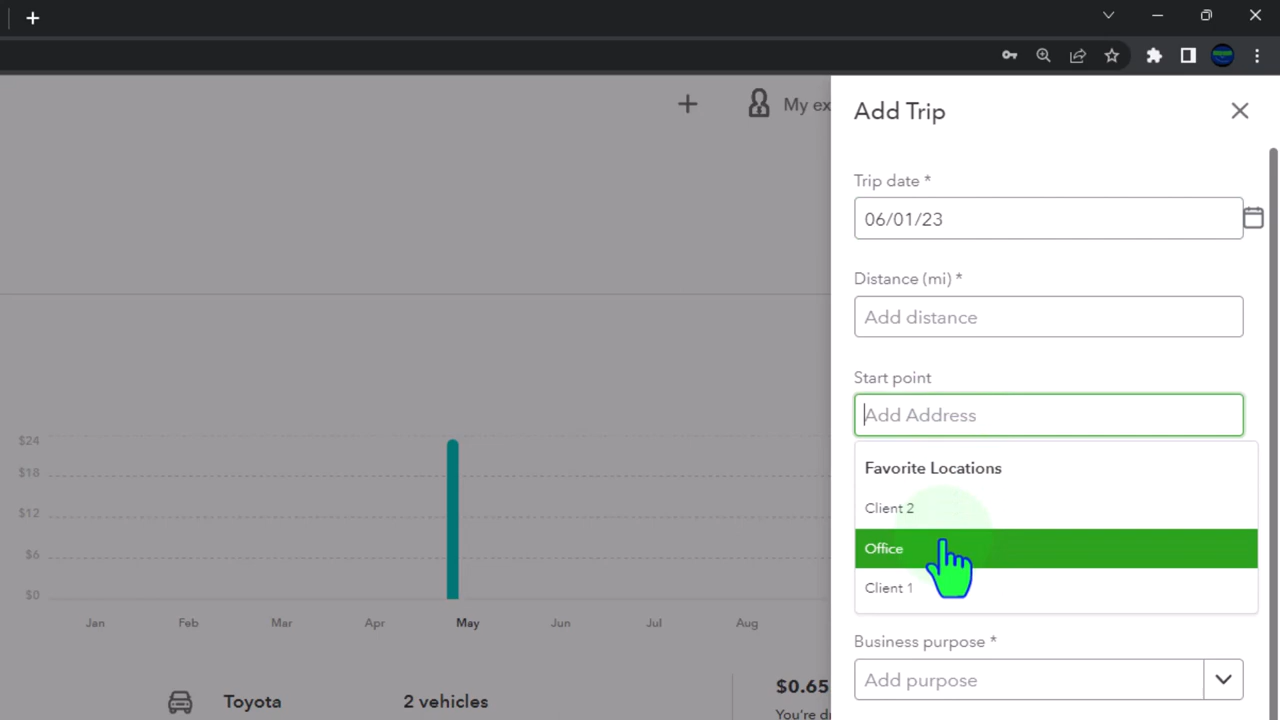 My ex
Add Trip
Trip date *
06/01/23
Distance (mi) *
Add distance
Start point
Add Address
Favorite Locations
Client 2
Office
Client 1
Business purpose *
Add purpose
$24
$18
$12
$6
$0
Jan Feb Mar Apr May Jun Jul Aug
Toyota 2 vehicles $0.65
You're dr